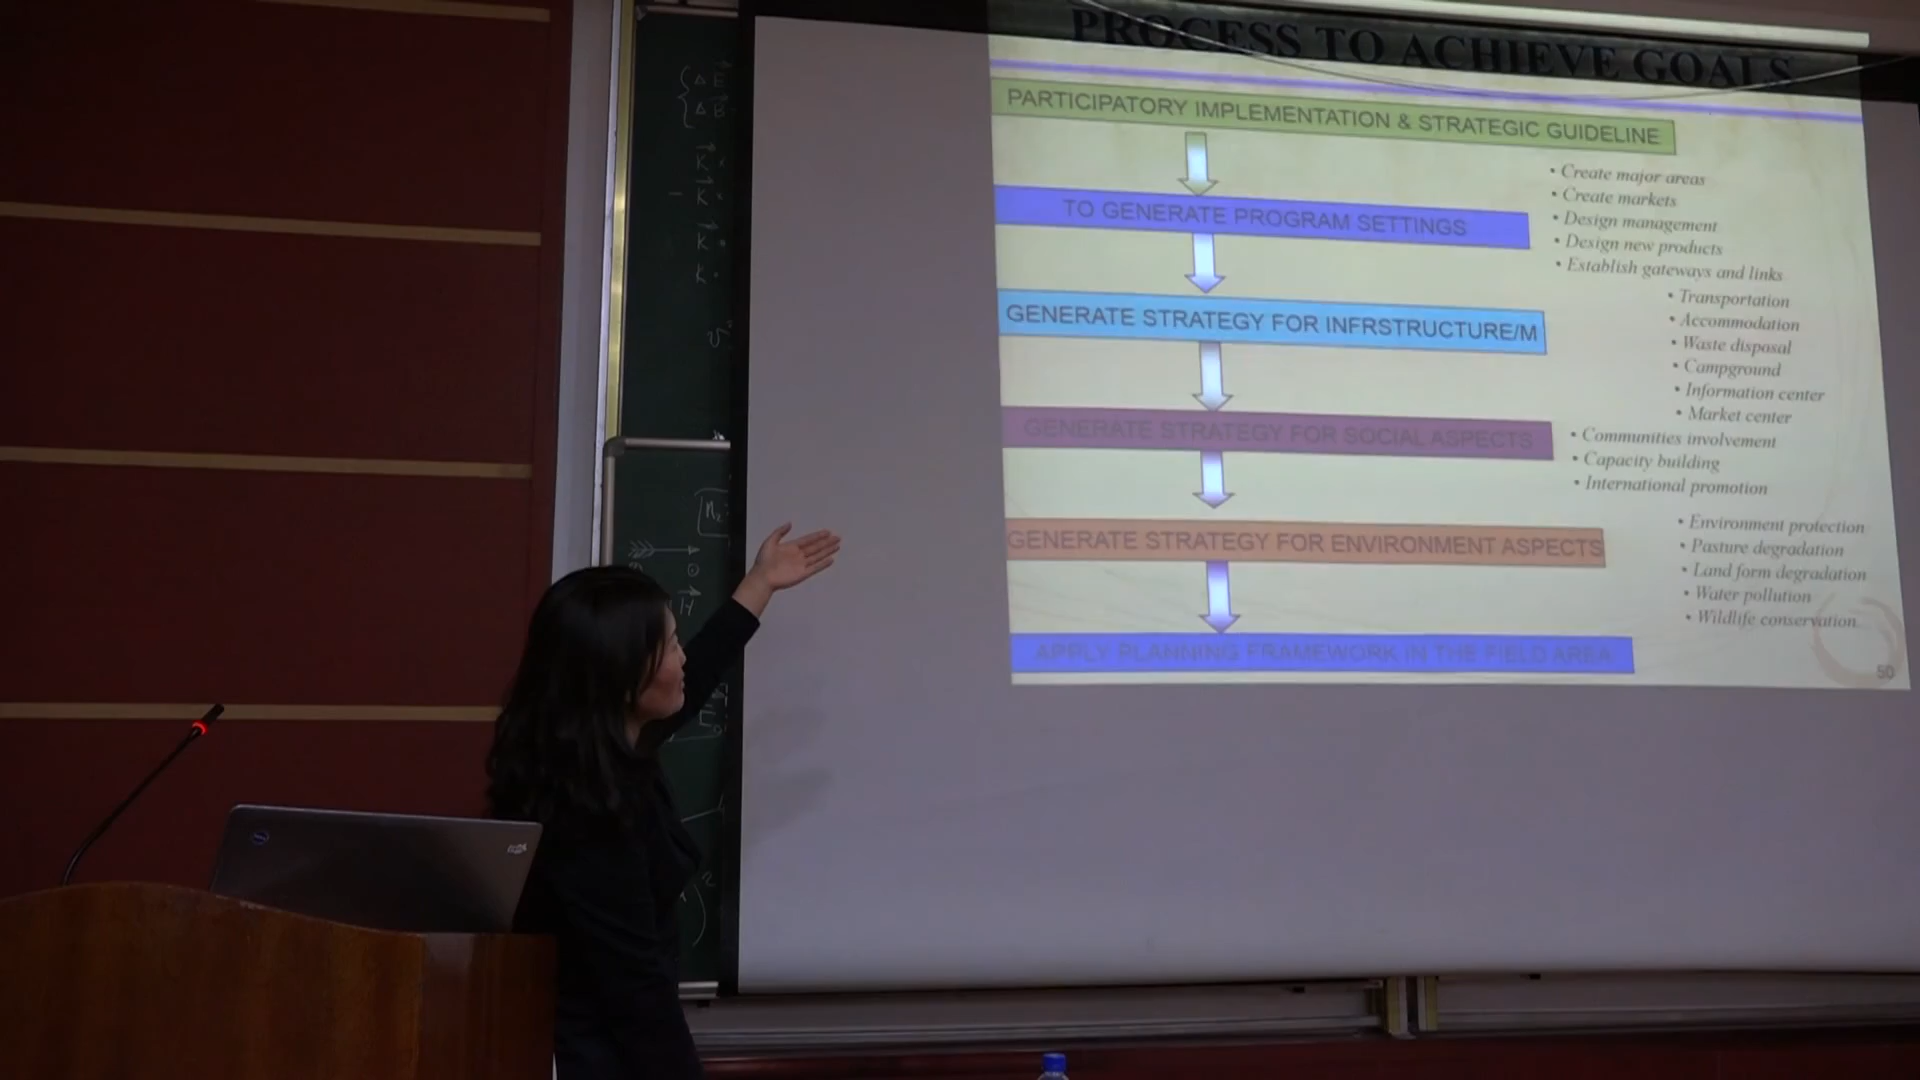 PROCESS TO ACHIEVE GOALS
PARTICIPATORY IMPLEMENTATION & STRATEGIC GUIDELINE
TO GENERATE PROGRAM SETTINGS
• Create major areas
• Create markets
• Design management
• Design new products
• Establish gateways and links
GENERATE STRATEGY FOR INFRSTRUCTURE/M
• Transportation
• Accommodation
• Waste disposal
• Campground
• Information center
• Market center
GENERATE STRATEGY FOR SOCIAL ASPECTS
• Communities involvement
• Capacity building
• International promotion
GENERATE STRATEGY FOR ENVIRONMENT ASPECTS
• Environment protection
• Pasture degradation
• Land form degradation
• Water pollution
• Wildlife conservation
APPLY PLANNING FRAMEWORK IN THE FIELD AREA
50